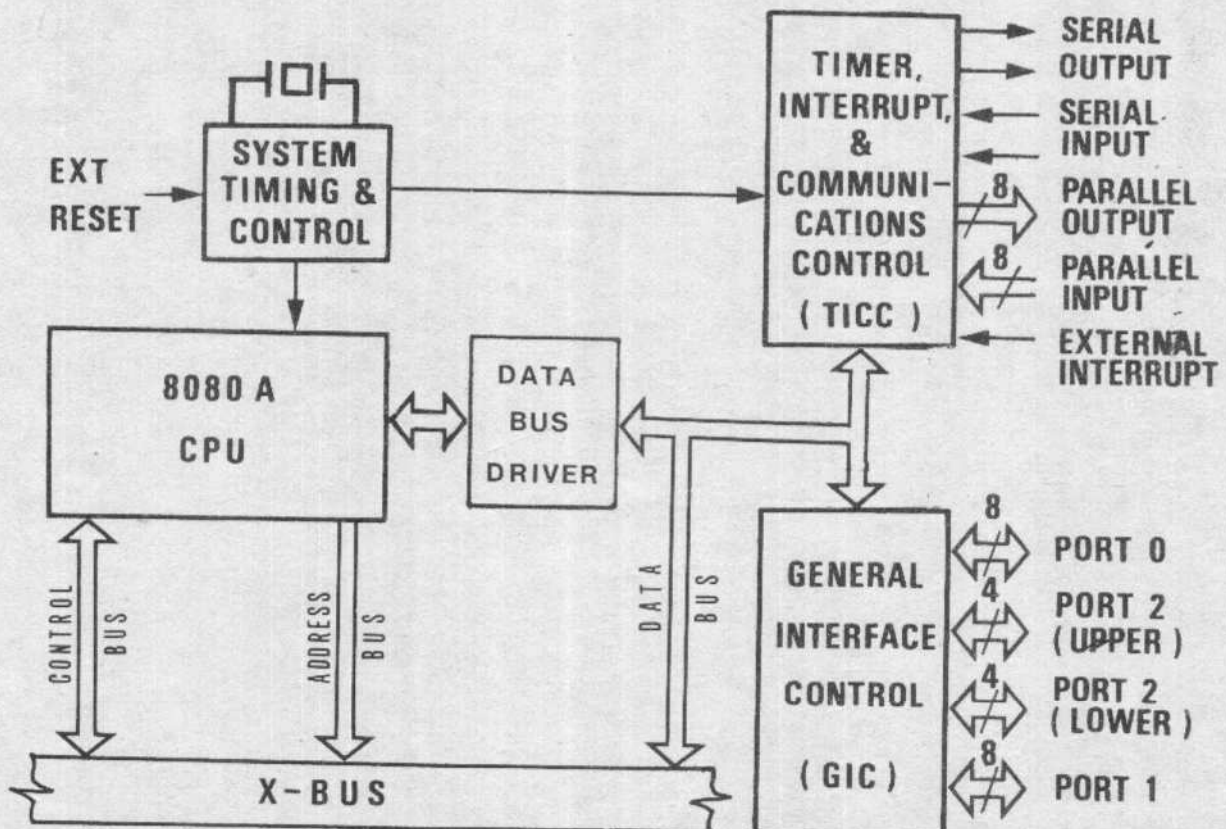 EXT
RESET
SYSTEM
TIMING &
CONTROL
TIMER,
INTERRUPT,
&
COMMUNI-
CATIONS
CONTROL
( TICC )
SERIAL
OUTPUT
SERIAL
INPUT
8
PARALLEL
OUTPUT
8
PARALLEL
INPUT
EXTERNAL
INTERRUPT
8080 A
CPU
DATA
BUS
DRIVER
CONTROL
BUS
ADDRESS
BUS
DATA
BUS
X-BUS
GENERAL
INTERFACE
CONTROL
( GIC )
8
PORT 0
4
PORT 2
( UPPER )
4
PORT 2
( LOWER )
8
PORT 1